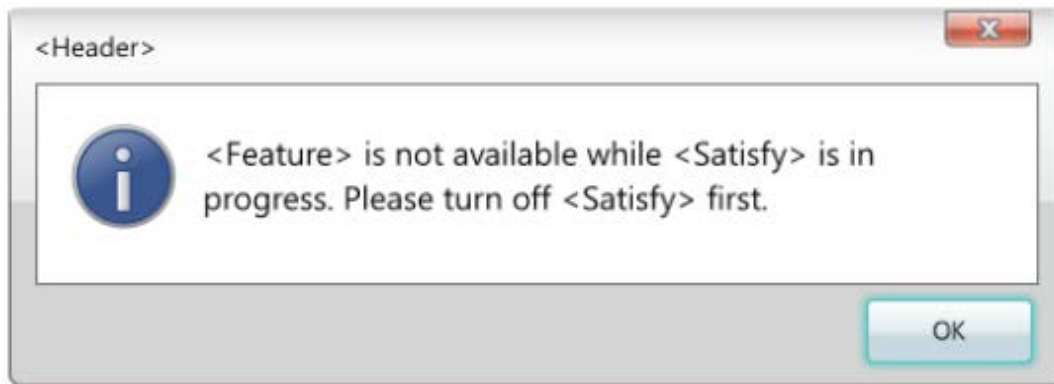 <Header>
<Feature> is not available while <Satisfy> is in
progress. Please turn off <Satisfy> first.
OK